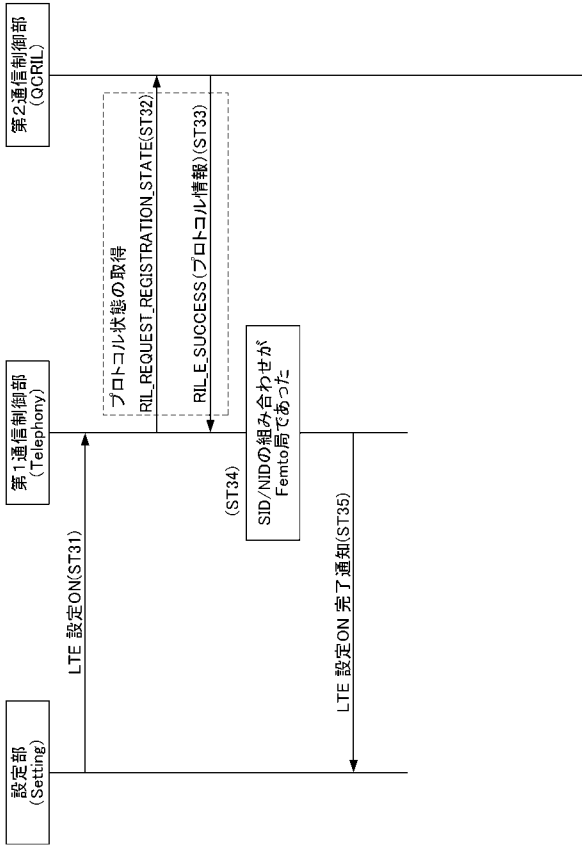 設定部
(Setting)
第1通信制御部
(Telephony)
第2通信制御部
(QCRIL)
LTE 設定ON(ST31)
プロトコル状態の取得
RIL_REQUEST_REGISTRATION_STATE(ST32)
RIL_E_SUCCESS(プロトコル情報)(ST33)
(ST34)
SID/NIDの組み合わせが
Femto局であった
LTE 設定ON 完了通知(ST35)